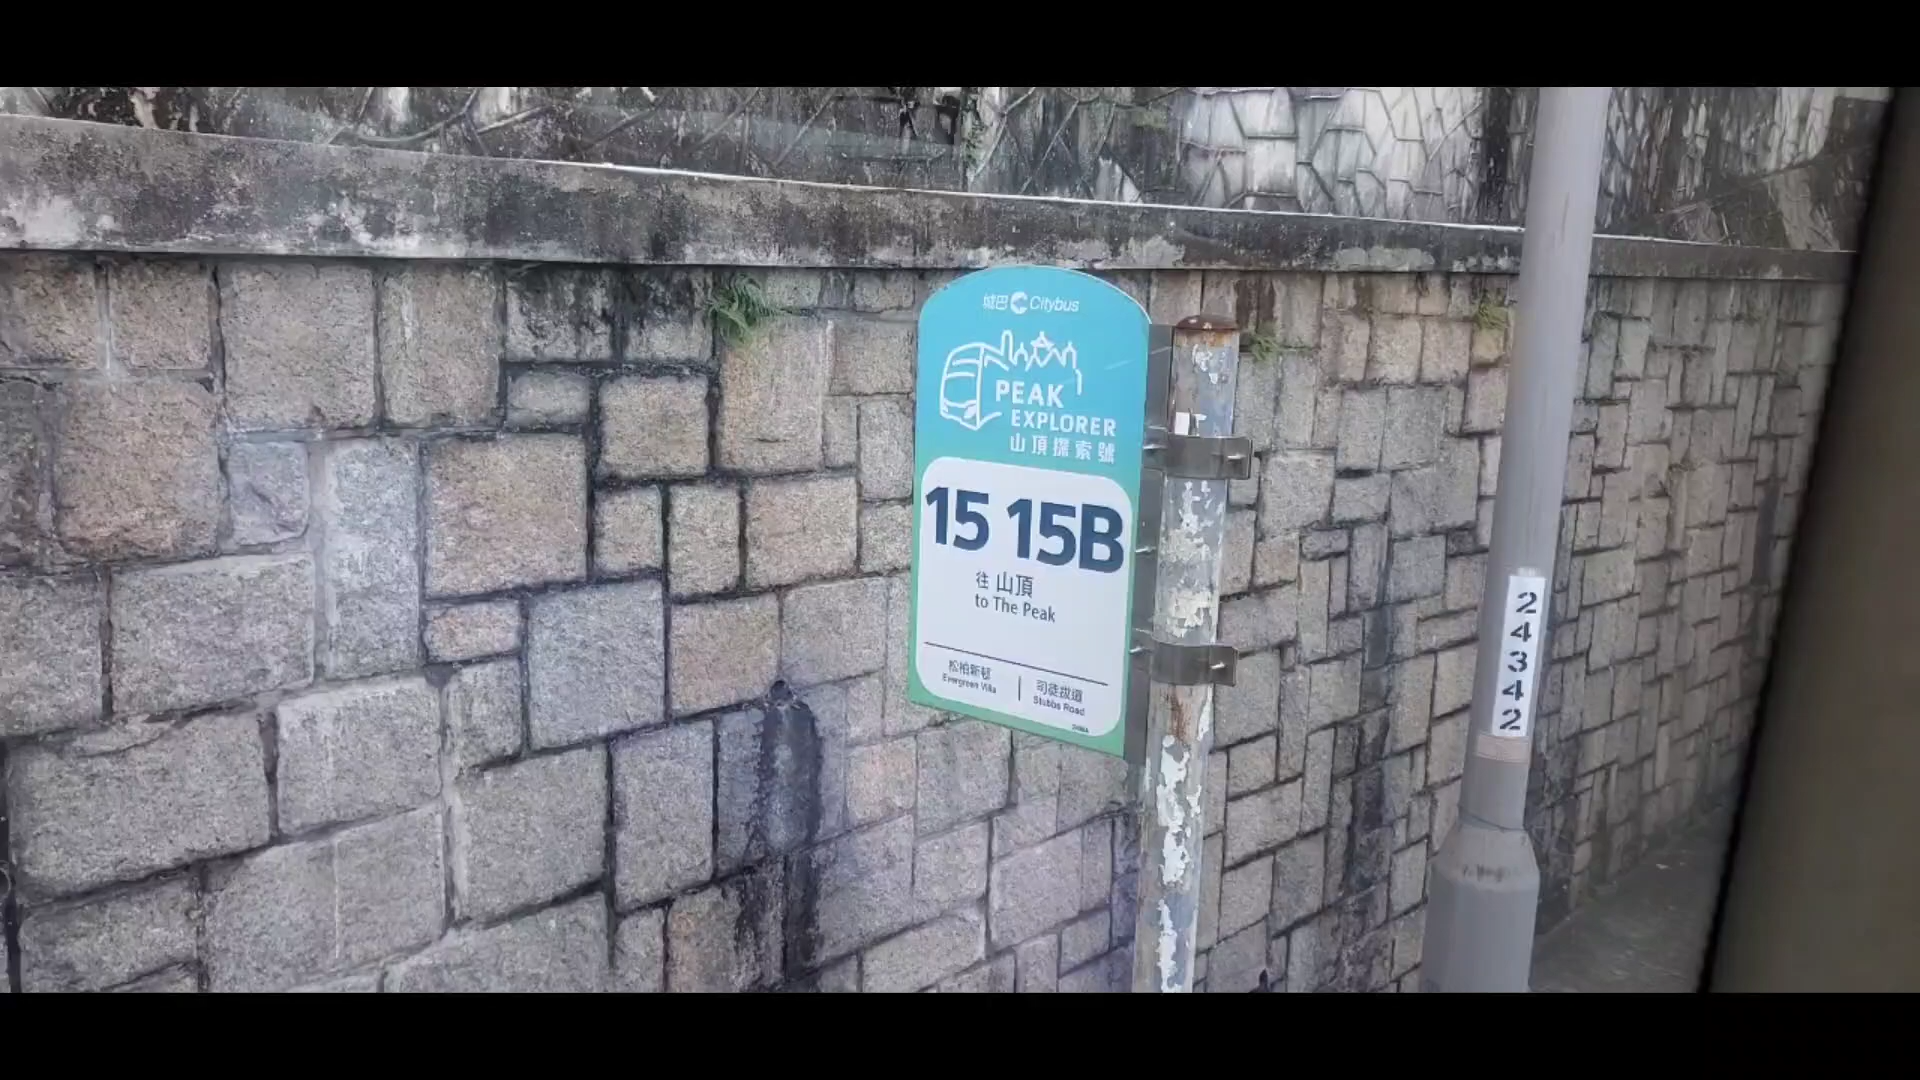 城巴 Citybus
PEAK
EXPLORER
山頂探索號
15 15B
往 山頂
to The Peak
松柏新邨
Evergreen Villa
司徒拔道
Stubbs Road
24342